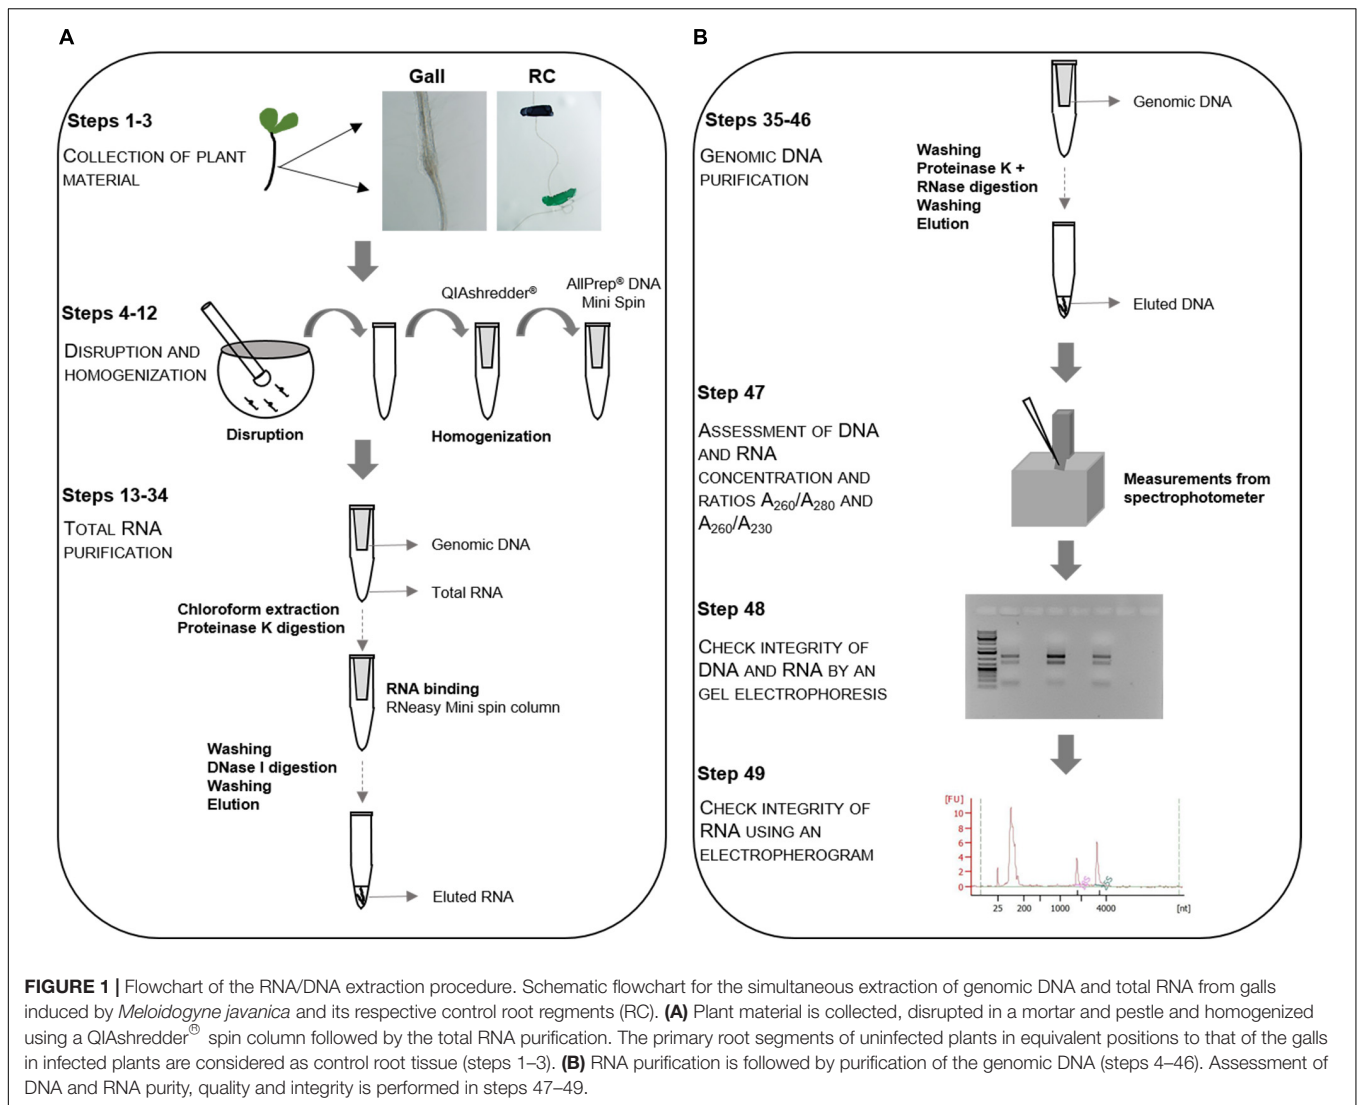 A
Gall
RC
Steps 1-3
COLLECTION OF PLANT
MATERIAL
QIAshredder®
AllPrep® DNA
Mini Spin
Steps 4-12
DISRUPTION AND
HOMOGENIZATION
Disruption
Homogenization
Steps 13-34
TOTAL RNA
PURIFICATION
Genomic DNA
Total RNA
Chloroform extraction
Proteinase K digestion
RNA binding
RNeasy Mini spin column
Washing
DNase I digestion
Washing
Elution
Eluted RNA
B
Steps 35-46
GENOMIC DNA
PURIFICATION
Genomic DNA
Washing
Proteinase K +
RNase digestion
Washing
Elution
Eluted DNA
Step 47
ASSESSMENT OF DNA
AND RNA
CONCENTRATION AND
RATIOS A260/A280 AND
A260/A230
Measurements from
spectrophotometer
Step 48
CHECK INTEGRITY OF
DNA AND RNA BY AN
GEL ELECTROPHORESIS
Step 49
CHECK INTEGRITY OF
RNA USING AN
ELECTROPHEROGRAM
[FU]
10
8
6
4
2
0
25 200 1000 4000 [nt]
FIGURE 1 | Flowchart of the RNA/DNA extraction procedure. Schematic flowchart for the simultaneous extraction of genomic DNA and total RNA from galls
induced by Meloidogyne javanica and its respective control root regments (RC). (A) Plant material is collected, disrupted in a mortar and pestle and homogenized
using a QIAshredder® spin column followed by the total RNA purification. The primary root segments of uninfected plants in equivalent positions to that of the galls
in infected plants are considered as control root tissue (steps 1–3). (B) RNA purification is followed by purification of the genomic DNA (steps 4–46). Assessment of
DNA and RNA purity, quality and integrity is performed in steps 47–49.